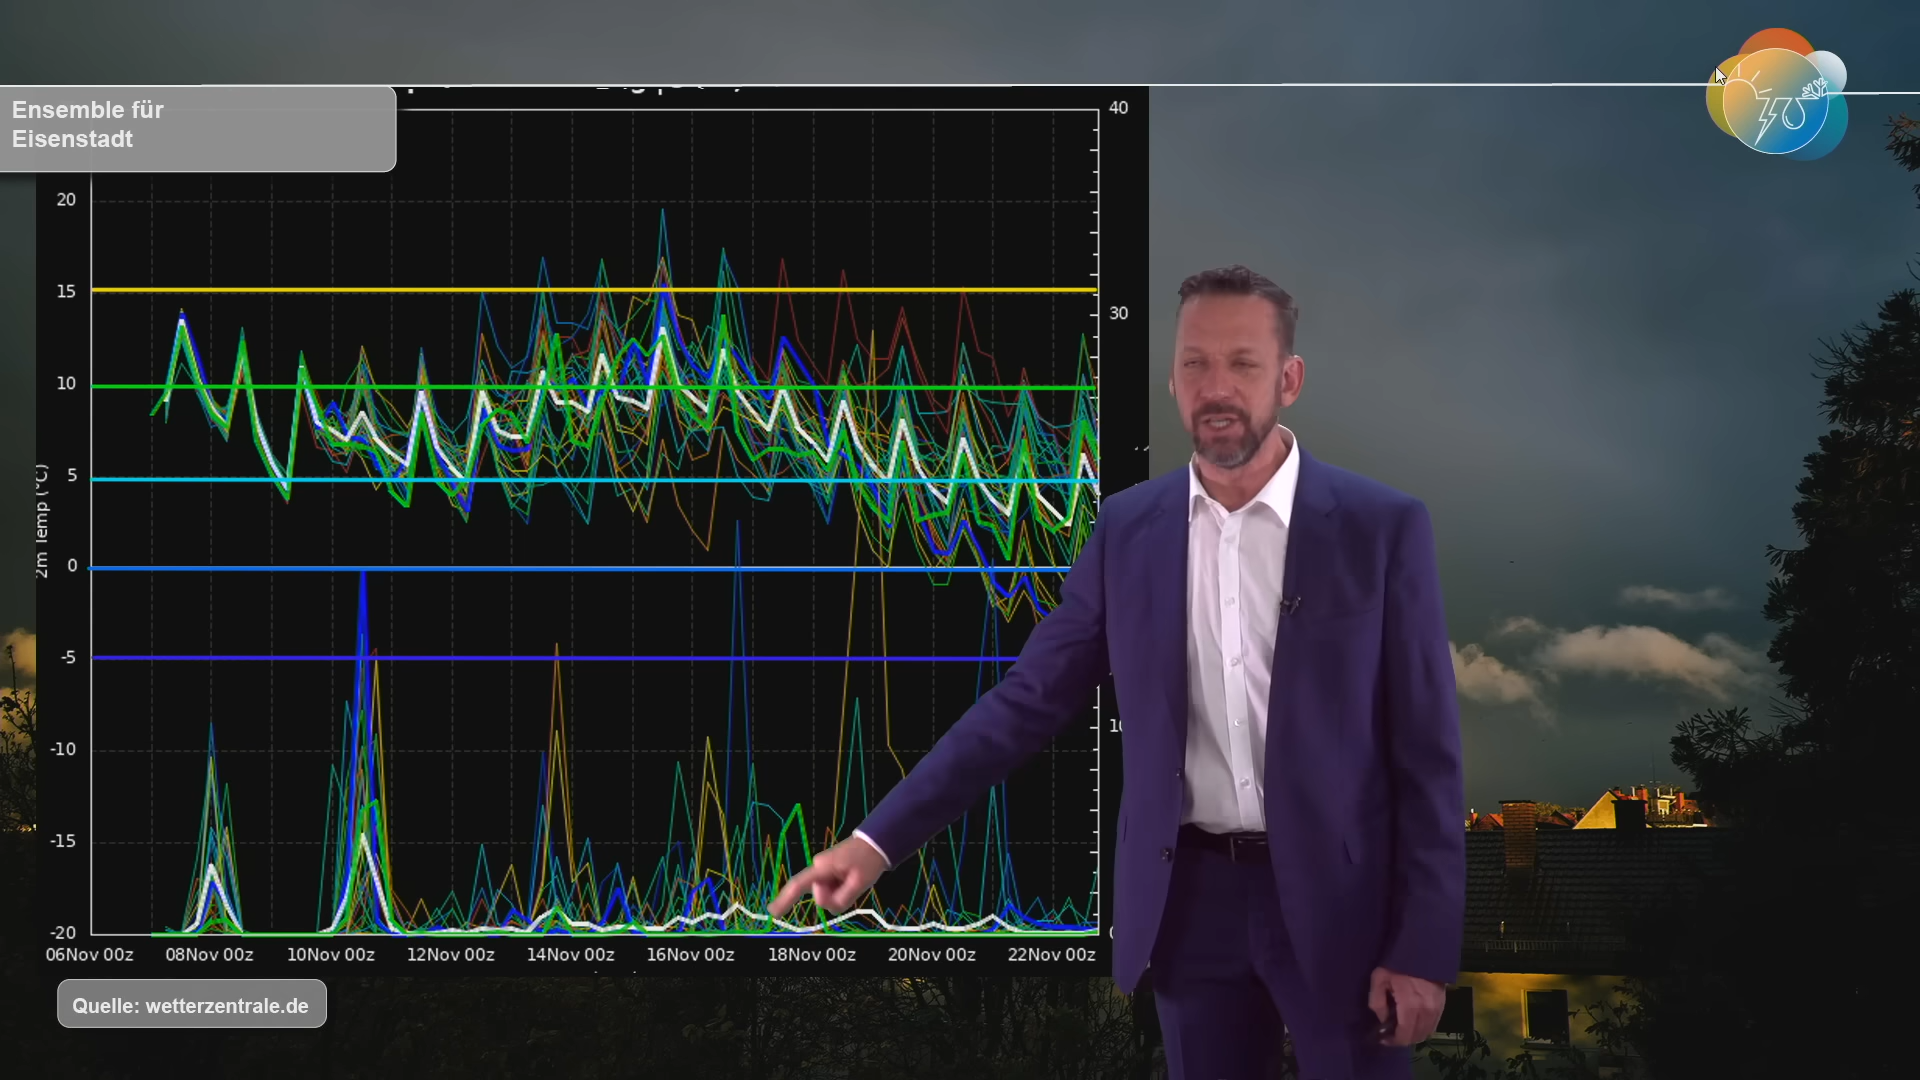 Ensemble für
Eisenstadt
40
20
15
30
10
5
2m Temp (°C)
0
-5
-10
-15
-20
06Nov 00z
08Nov 00z
10Nov 00z
12Nov 00z
14Nov 00z
16Nov 00z
18Nov 00z
20Nov 00z
22Nov 00z
Quelle: wetterzentrale.de